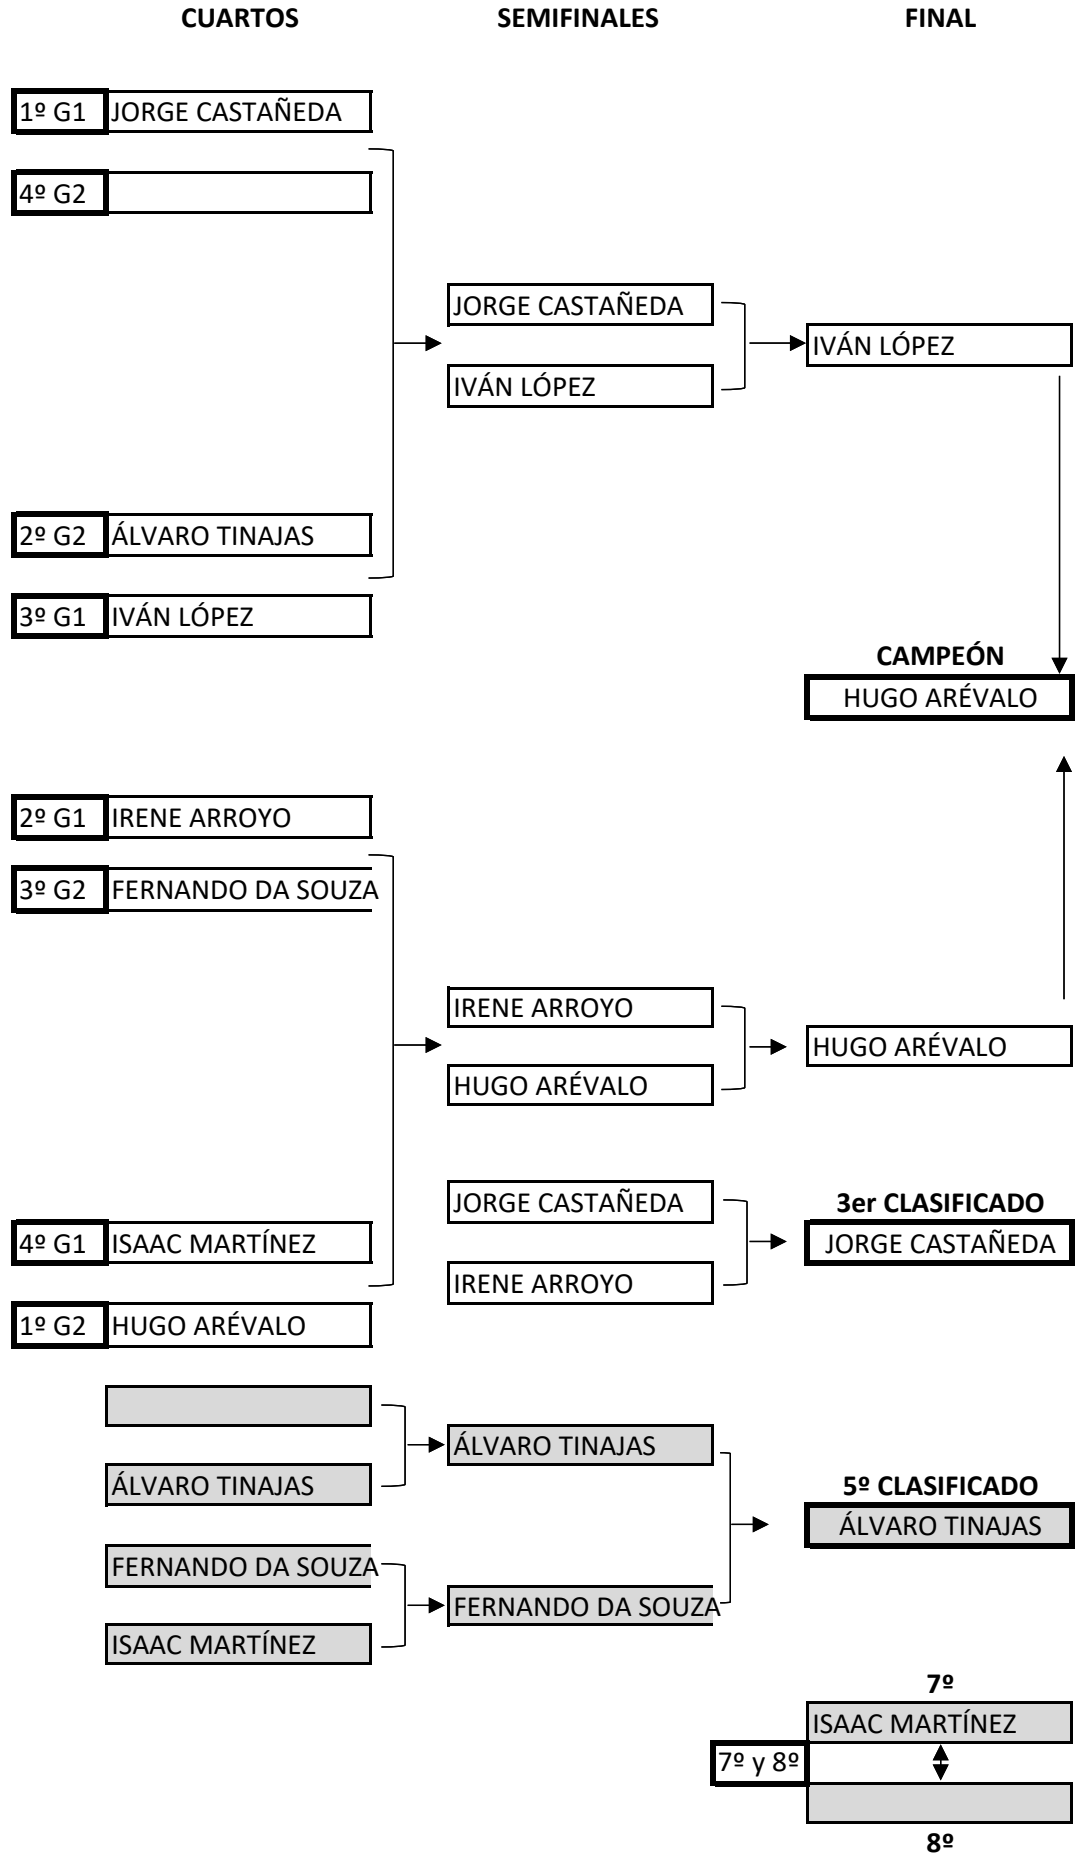 CUARTOS SEMIFINALES FINAL
1º G1 JORGE CASTAÑEDA
4º G2
JORGE CASTAÑEDA
IVÁN LÓPEZ
IVÁN LÓPEZ
2º G2 ÁLVARO TINAJAS
3º G1 IVÁN LÓPEZ
CAMPEÓN
HUGO ARÉVALO
2º G1 IRENE ARROYO
3º G2 FERNANDO DA SOUZA
IRENE ARROYO
HUGO ARÉVALO
HUGO ARÉVALO
JORGE CASTAÑEDA 3er CLASIFICADO
4º G1 ISAAC MARTÍNEZ JORGE CASTAÑEDA
IRENE ARROYO
1º G2 HUGO ARÉVALO
ÁLVARO TINAJAS
ÁLVARO TINAJAS 5º CLASIFICADO
ÁLVARO TINAJAS
FERNANDO DA SOUZA
FERNANDO DA SOUZA
ISAAC MARTÍNEZ
7º
ISAAC MARTÍNEZ
7º y 8º
8º